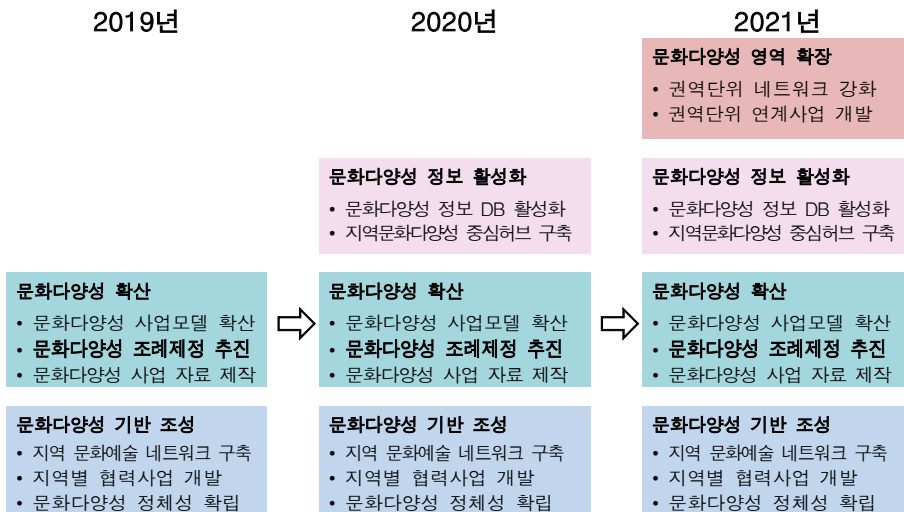 2019년
2020년
2021년
문화다양성 영역 확장
• 권역단위 네트워크 강화
• 권역단위 연계사업 개발
문화다양성 정보 활성화
• 문화다양성 정보 DB 활성화
• 지역문화다양성 중심허브 구축
문화다양성 정보 활성화
• 문화다양성 정보 DB 활성화
• 지역문화다양성 중심허브 구축
문화다양성 확산
• 문화다양성 사업모델 확산
• 문화다양성 조례제정 추진
• 문화다양성 사업 자료 제작
문화다양성 확산
• 문화다양성 사업모델 확산
• 문화다양성 조례제정 추진
• 문화다양성 사업 자료 제작
문화다양성 확산
• 문화다양성 사업모델 확산
• 문화다양성 조례제정 추진
• 문화다양성 사업 자료 제작
문화다양성 기반 조성
• 지역 문화예술 네트워크 구축
• 지역별 협력사업 개발
• 문화다양성 정체성 확립
문화다양성 기반 조성
• 지역 문화예술 네트워크 구축
• 지역별 협력사업 개발
• 문화다양성 정체성 확립
문화다양성 기반 조성
• 지역 문화예술 네트워크 구축
• 지역별 협력사업 개발
• 문화다양성 정체성 확립